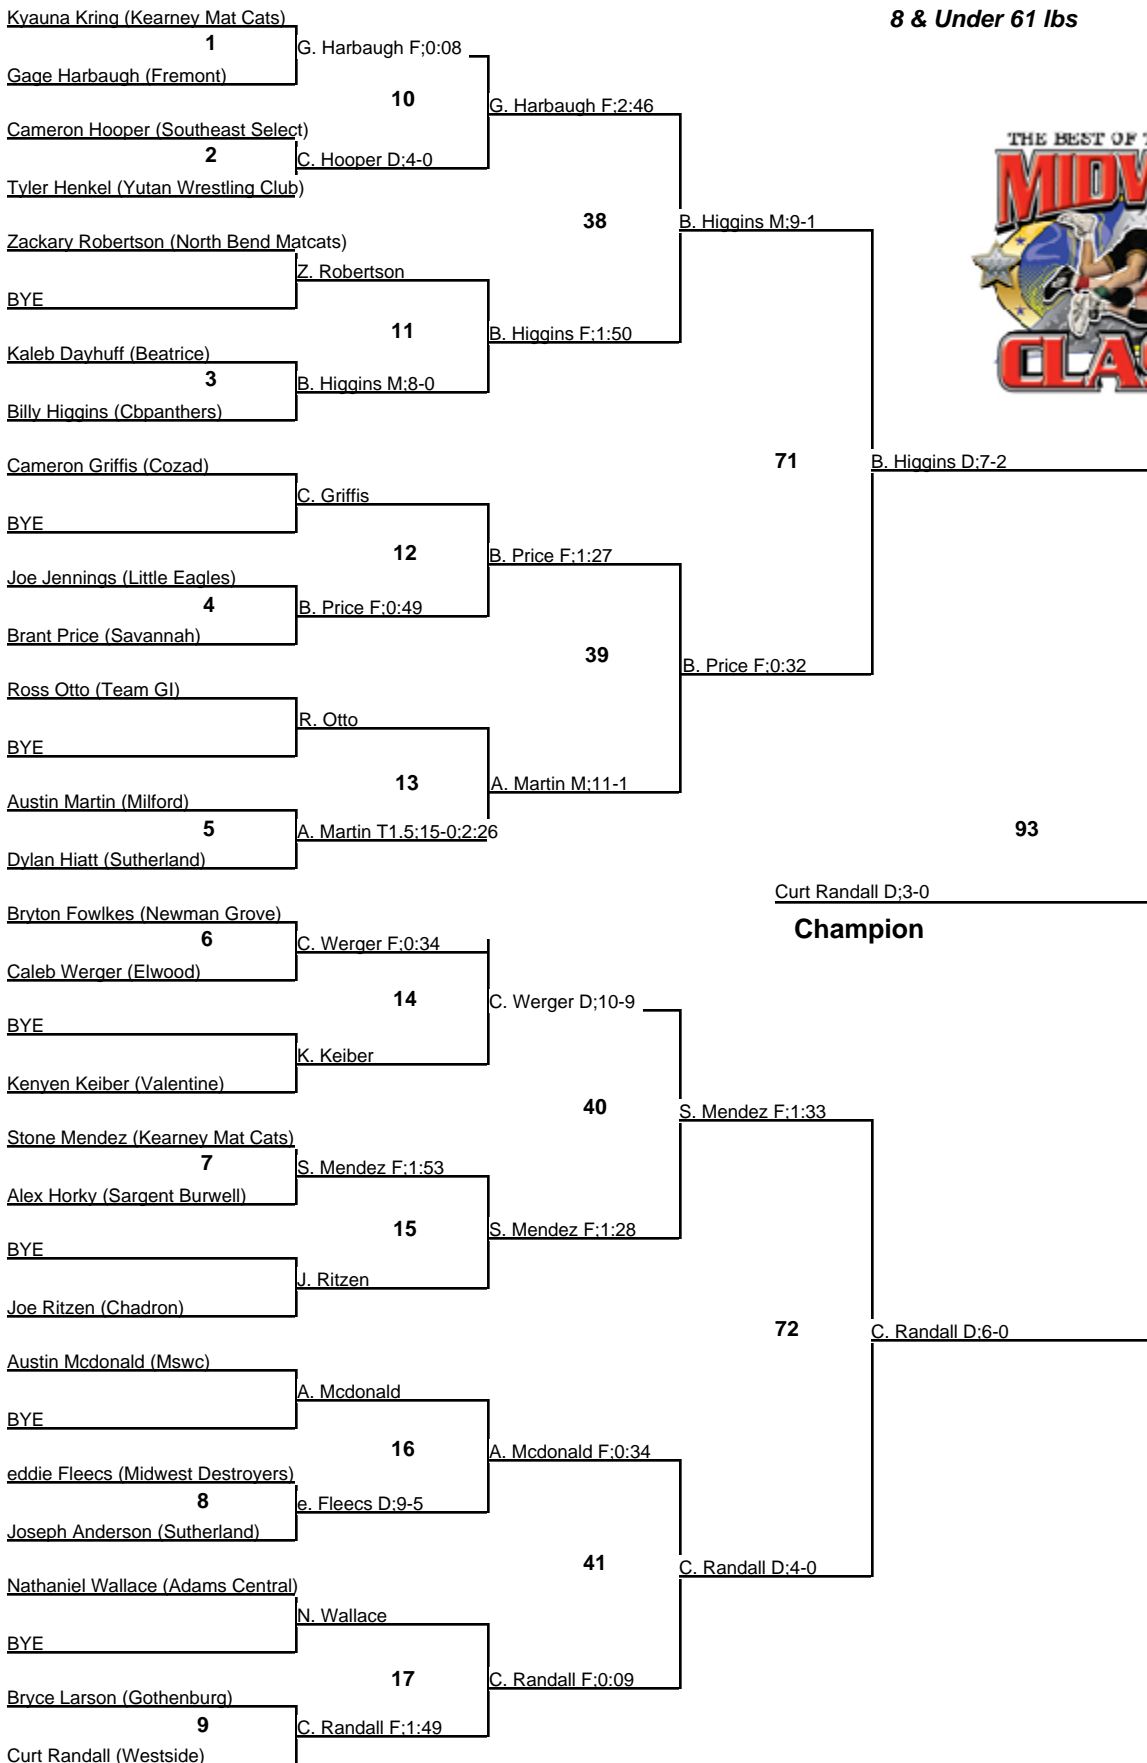 Kyauna Kring (Kearney Mat Cats)
8 & Under 61 lbs
1
G. Harbaugh F;0:08
Gage Harbaugh (Fremont)
10
G. Harbaugh F;2:46
Cameron Hooper (Southeast Select)
2
C. Hooper D;4-0
Tyler Henkel (Yutan Wrestling Club)
THE BEST OF
MIDW
CLA
38
B. Higgins M;9-1
Zackary Robertson (North Bend Matcats)
Z. Robertson
BYE
11
B. Higgins F;1:50
Kaleb Dayhuff (Beatrice)
3
B. Higgins M;8-0
Billy Higgins (Cbpanthers)
71
B. Higgins D;7-2
Cameron Griffis (Cozad)
C. Griffis
BYE
12
B. Price F;1:27
Joe Jennings (Little Eagles)
4
B. Price F;0:49
Brant Price (Savannah)
39
B. Price F;0:32
Ross Otto (Team GI)
R. Otto
BYE
13
A. Martin M;11-1
Austin Martin (Milford)
5
A. Martin T1.5;15-0;2:26
Dylan Hiatt (Sutherland)
93
Curt Randall D;3-0
Champion
Bryton Fowlkes (Newman Grove)
6
C. Werger F;0:34
Caleb Werger (Elwood)
14
C. Werger D;10-9
BYE
K. Keiber
Kenyen Keiber (Valentine)
40
S. Mendez F;1:33
Stone Mendez (Kearney Mat Cats)
7
S. Mendez F;1:53
Alex Horky (Sargent Burwell)
15
S. Mendez F;1:28
BYE
J. Ritzen
Joe Ritzen (Chadron)
72
C. Randall D;6-0
Austin Mcdonald (Mswc)
A. Mcdonald
BYE
16
A. Mcdonald F;0:34
eddie Fleecs (Midwest Destroyers)
8
e. Fleecs D;9-5
Joseph Anderson (Sutherland)
41
C. Randall D;4-0
Nathaniel Wallace (Adams Central)
N. Wallace
BYE
17
C. Randall F;0:09
Bryce Larson (Gothenburg)
9
C. Randall F;1:49
Curt Randall (Westside)